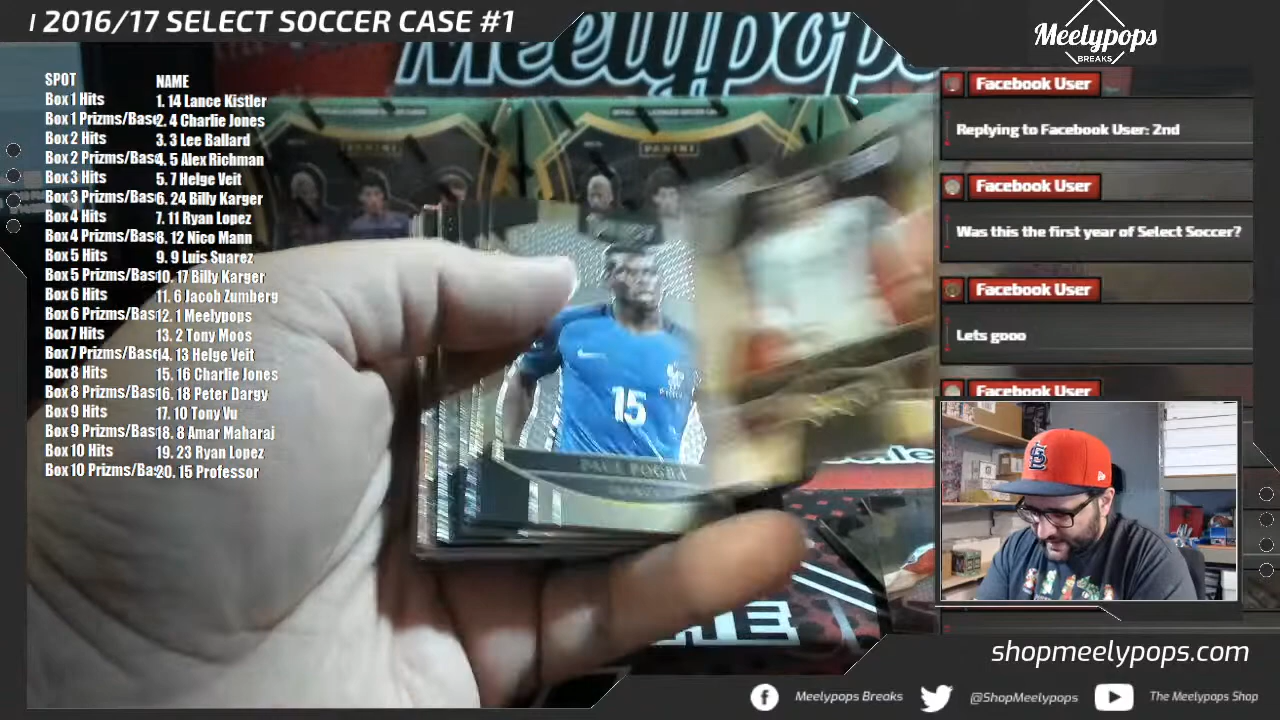 2016/17 SELECT SOCCER CASE #1
Meelypops
Meelypops
BREAKS
SPOT NAME
Box 1 Hits 1. 14 Lance Kistler
Box 1 Prizms/Base 2. 4 Charlie Jones
Box 2 Hits 3. 3 Lee Ballard
Box 2 Prizms/Base 4. 5 Alex Richman
Box 3 Hits 5. 7 Helge Veit
Box 3 Prizms/Base 6. 24 Billy Karger
Box 4 Hits 7. 11 Ryan Lopez
Box 4 Prizms/Bas 8. 12 Nico Mann
Box 5 Hits 9. 9 Luis Suarez
Box 5 Prizms/Bas 10. 17 Billy Karger
Box 6 Hits 11. 6 Jacob Zumberg
Box 6 Prizms/Bas 12. 1 Meelypops
Box 7 Hits 13. 2 Tony Moos
Box 7 Prizms/Base 14. 13 Helge Veit
Box 8 Hits 15. 16 Charlie Jones
Box 8 Prizms/Bas 16. 18 Peter Dargy
Box 9 Hits 17. 10 Tony Vu
Box 9 Prizms/Bas 18. 8 Amar Maharaj
Box 10 Hits 19. 23 Ryan Lopez
Box 10 Prizms/Bas 20. 15 Professor
PANINI
PANINI
15
PAUL POGBA
Facebook User
Replying to Facebook User: 2nd
Facebook User
Was this the first year of Select Soccer?
Facebook User
Lets gooo
Facebook User
shopmeelypops.com
Meelypops Breaks @ShopMeelypops The Meelypops Shop